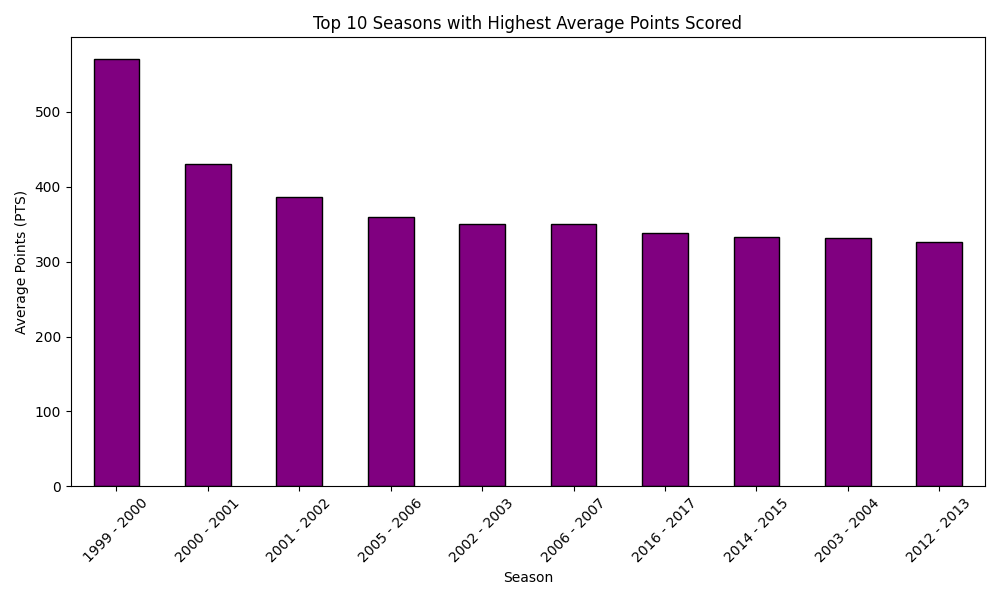 Top 10 Seasons with Highest Average Points Scored
Average Points (PTS)
500
400
300
200
100
0
1999 - 2000
2000 - 2001
2001 - 2002
2005 - 2006
2002 - 2003
2006 - 2007
2016 - 2017
2014 - 2015
2003 - 2004
2012 - 2013
Season